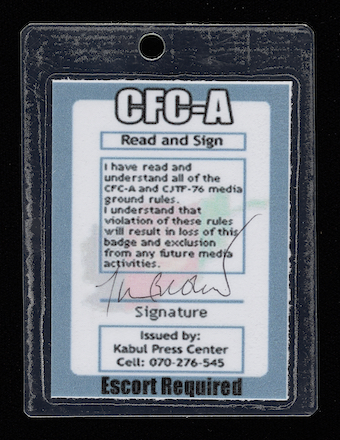 CFC-A
Read and Sign
I have read and
understand all of the
CFC-A and CJTF-76 media
ground rules.
I understand that
violation of these rules
will result in loss of this
badge and exclusion
from any future media
activities.
Signature
Issued by:
Kabul Press Center
Cell: 070-276-545
Escort Required